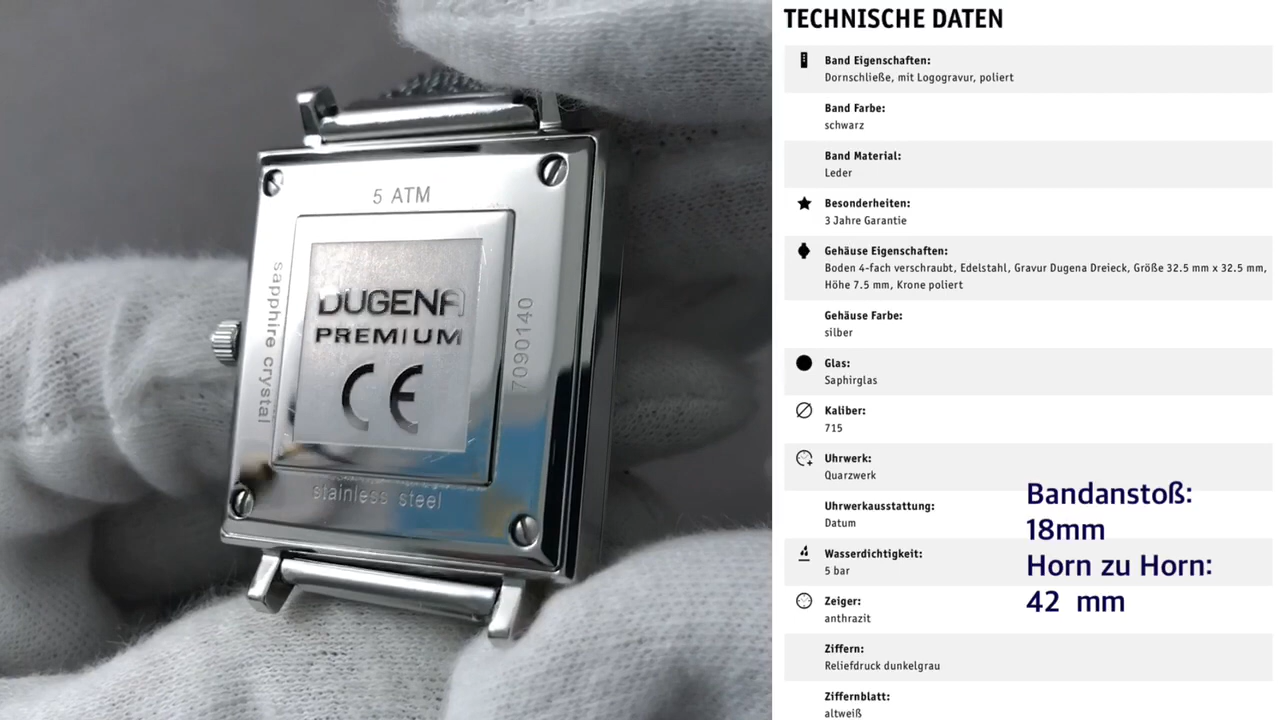 5 ATM
sapphire crystal
DUGENA
PREMIUM
CE
7090140
stainless steel
TECHNISCHE DATEN
Band Eigenschaften:
Dornschließe, mit Logogravur, poliert
Band Farbe:
schwarz
Band Material:
Leder
Besonderheiten:
3 Jahre Garantie
Gehäuse Eigenschaften:
Boden 4-fach verschraubt, Edelstahl, Gravur Dugena Dreieck, Größe 32.5 mm x 32.5 mm,
Höhe 7.5 mm, Krone poliert
Gehäuse Farbe:
silber
Glas:
Saphirglas
Kaliber:
715
Uhrwerk:
Quarzwerk
Uhrwerkausstattung:
Datum
Wasserdichtigkeit:
5 bar
Zeiger:
anthrazit
Ziffern:
Reliefdruck dunkelgrau
Ziffernblatt:
altweiß
Bandanstoß:
18mm
Horn zu Horn:
42 mm